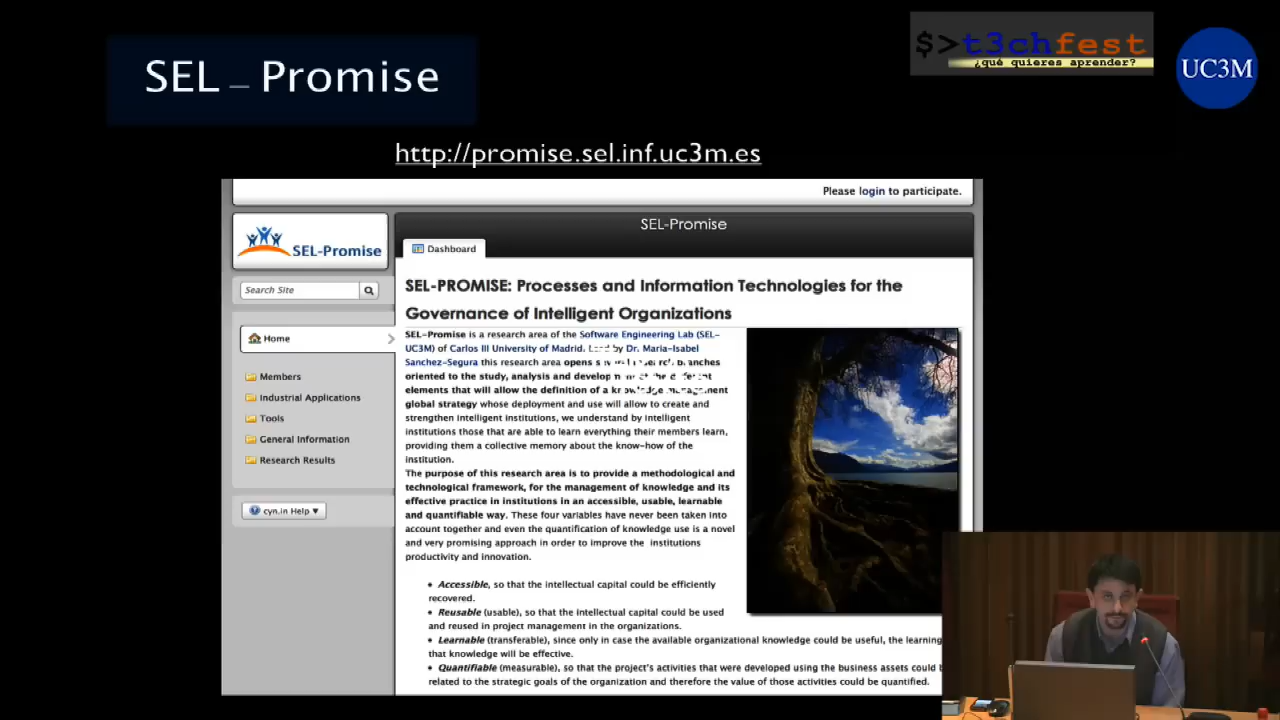 SEL – Promise
$>t3chfest
¿qué quieres aprender?
UC3M
http://promise.sel.inf.uc3m.es
Please login to participate.
SEL-Promise
SEL-Promise
Dashboard
Search Site
Home
Members
Industrial Applications
Tools
General Information
Research Results
cyn.in Help ▼
SEL-PROMISE: Processes and Information Technologies for the
Governance of Intelligent Organizations
SEL-Promise is a research area of the Software Engineering Lab (SEL-
UC3M) of Carlos III University of Madrid. Lead by Dr. Maria-Isabel
Sanchez-Segura this research area opens several research branches
oriented to the study, analysis and development of the different
elements that will allow the definition of a knowledge management
global strategy whose deployment and use will allow to create and
strengthen intelligent institutions, we understand by intelligent
institutions those that are able to learn everything their members learn,
providing them a collective memory about the know-how of the
institution.
The purpose of this research area is to provide a methodological and
technological framework, for the management of knowledge and its
effective practice in institutions in an accessible, usable, learnable
and quantifiable way. These four variables have never been taken into
account together and even the quantification of knowledge use is a novel
and very promising approach in order to improve the institutions
productivity and innovation.
• Accessible, so that the intellectual capital could be efficiently
recovered.
• Reusable (usable), so that the intellectual capital could be used
and reused in project management in the organizations.
• Learnable (transferable), since only in case the available organizational knowledge could be useful, the learning
that knowledge will be effective.
• Quantifiable (measurable), so that the project's activities that were developed using the business assets could
related to the strategic goals of the organization and therefore the value of those activities could be quantified.